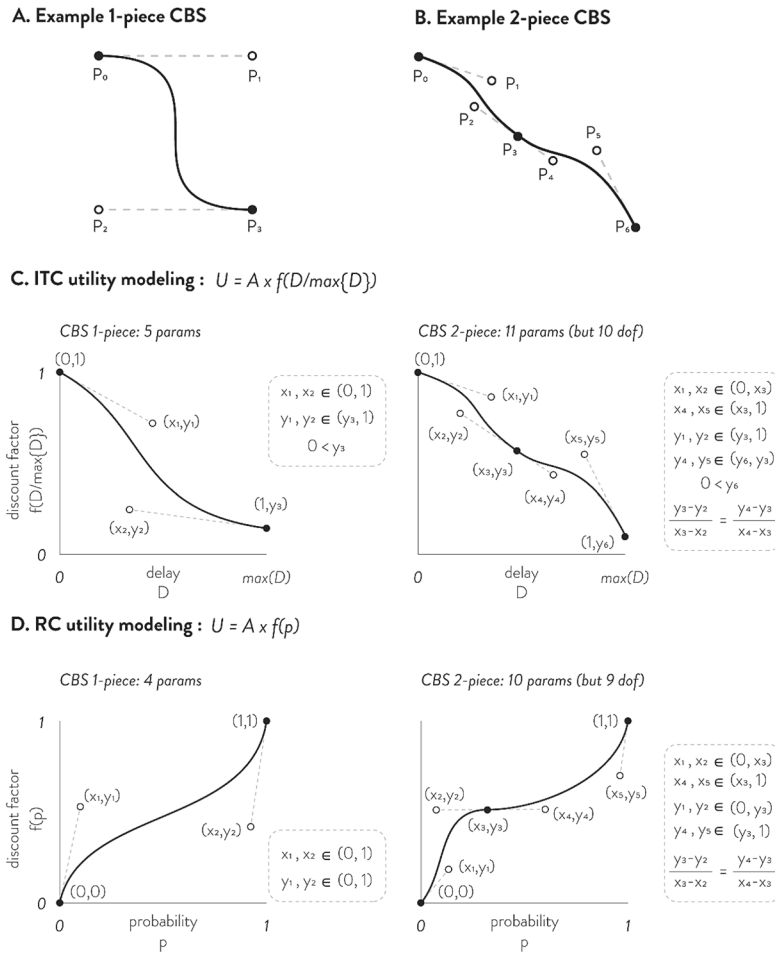 A. Example 1-piece CBS
P₀
P₁
P₂
P₃
B. Example 2-piece CBS
P₀
P₁
P₂
P₃
P₄
P₅
P₆
C. ITC utility modeling : U = A x f(D/max{D})
CBS 1-piece: 5 params
(0,1)
1
(x₁,y₁)
(x₂,y₂)
(1,y₃)
discount factor
f(D/max{D})
0
0
delay
D
max(D)
x₁ , x₂ ∈ (0, 1)
y₁ , y₂ ∈ (y₃, 1)
0 < y₃
CBS 2-piece: 11 params (but 10 dof)
(0,1)
(x₁,y₁)
(x₂,y₂)
(x₃,y₃)
(x₄,y₄)
(x₅,y₅)
(1,y₆)
0
delay
D
max(D)
x₁ , x₂ ∈ (0, x₃)
x₄ , x₅ ∈ (x₃, 1)
y₁ , y₂ ∈ (y₃, 1)
y₄ , y₅ ∈ (y₆, y₃)
0 < y₆
y₃-y₂ / x₃-x₂ = y₄-y₃ / x₄-x₃
D. RC utility modeling : U = A x f(p)
CBS 1-piece: 4 params
1
(1,1)
(x₁,y₁)
(x₂,y₂)
(0,0)
discount factor
f(p)
0
0
probability
p
1
x₁ , x₂ ∈ (0, 1)
y₁ , y₂ ∈ (0, 1)
CBS 2-piece: 10 params (but 9 dof)
(1,1)
(x₂,y₂)
(x₃,y₃)
(x₄,y₄)
(x₅,y₅)
(x₁,y₁)
(0,0)
0
probability
p
1
x₁ , x₂ ∈ (0, x₃)
x₄ , x₅ ∈ (x₃, 1)
y₁ , y₂ ∈ (0, y₃)
y₄ , y₅ ∈ (y₃, 1)
y₃-y₂ / x₃-x₂ = y₄-y₃ / x₄-x₃